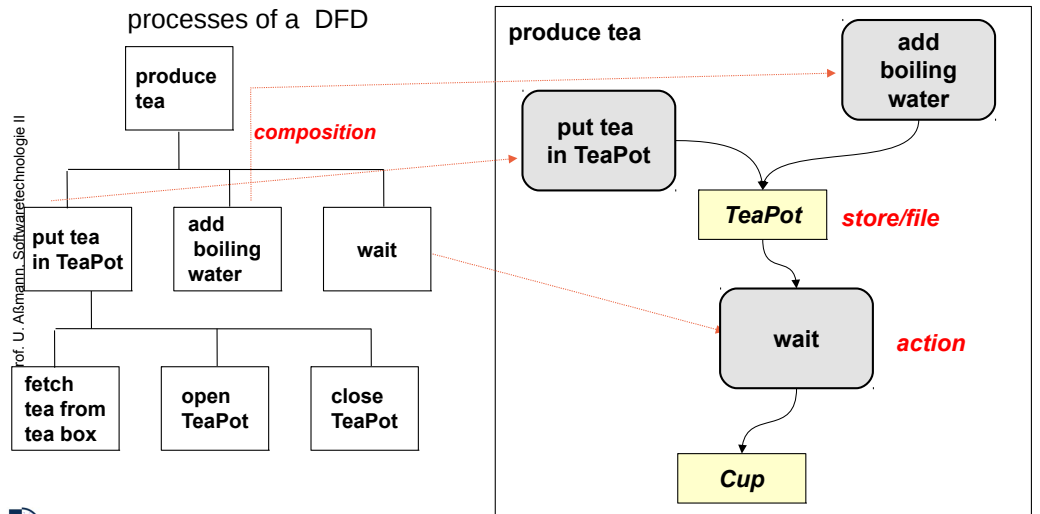 processes of a DFD
produce
tea
composition
put tea
in TeaPot
add
boiling
water
wait
fetch
tea from
tea box
open
TeaPot
close
TeaPot
rof. U. Aßmann, Softwaretechnologie II
produce tea
add
boiling
water
put tea
in TeaPot
TeaPot
store/file
wait
action
Cup